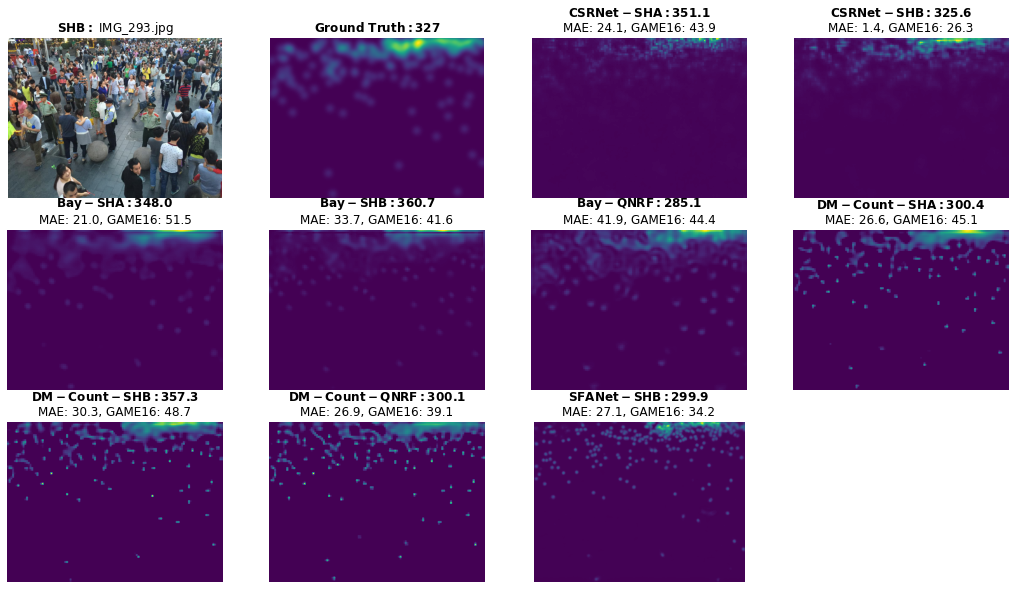 SHB: IMG_293.jpg
Ground Truth:327
CSRNet−SHA:351.1
MAE: 24.1, GAME16: 43.9
CSRNet−SHB:325.6
MAE: 1.4, GAME16: 26.3
Bay−SHA:348.0
MAE: 21.0, GAME16: 51.5
Bay−SHB:360.7
MAE: 33.7, GAME16: 41.6
Bay−QNRF:285.1
MAE: 41.9, GAME16: 44.4
DM−Count−SHA:300.4
MAE: 26.6, GAME16: 45.1
DM−Count−SHB:357.3
MAE: 30.3, GAME16: 48.7
DM−Count−QNRF:300.1
MAE: 26.9, GAME16: 39.1
SFANet−SHB:299.9
MAE: 27.1, GAME16: 34.2